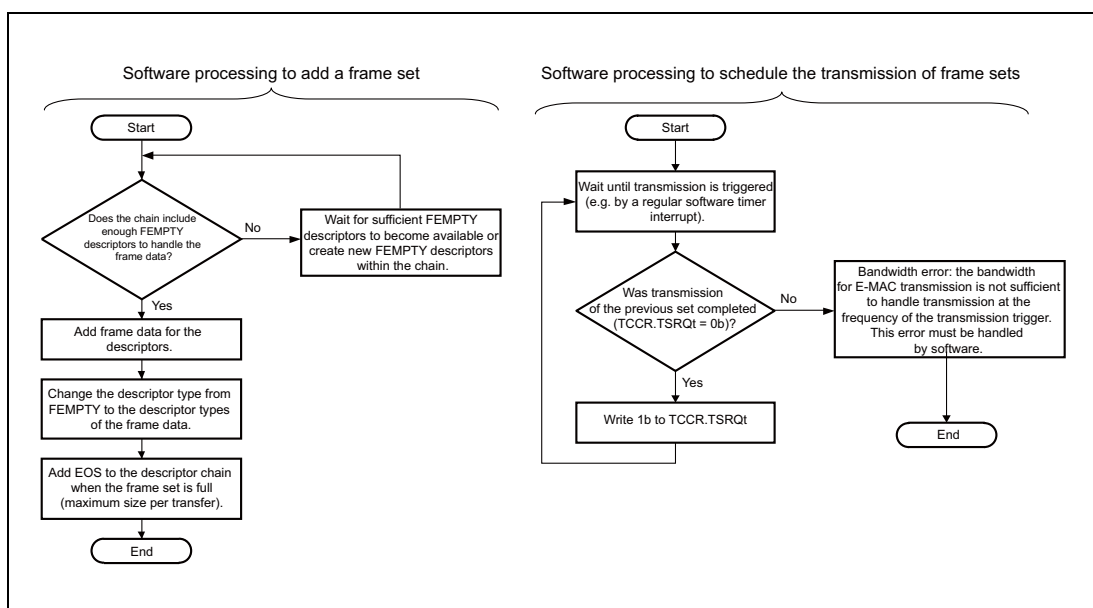 Software processing to add a frame set
Start
Does the chain include
enough FEMPTY
descriptors to handle the
frame data?
No
Wait for sufficient FEMPTY
descriptors to become available or
create new FEMPTY descriptors
within the chain.
Yes
Add frame data for the
descriptors.
Change the descriptor type from
FEMPTY to the descriptor types
of the frame data.
Add EOS to the descriptor chain
when the frame set is full
(maximum size per transfer).
End
Software processing to schedule the transmission of frame sets
Start
Wait until transmission is triggered
(e.g. by a regular software timer
interrupt).
Was transmission
of the previous set completed
(TCCR.TSRQt = 0b)?
No
Bandwidth error: the bandwidth
for E-MAC transmission is not sufficient
to handle transmission at the
frequency of the transmission trigger.
This error must be handled
by software.
Yes
Write 1b to TCCR.TSRQt
End